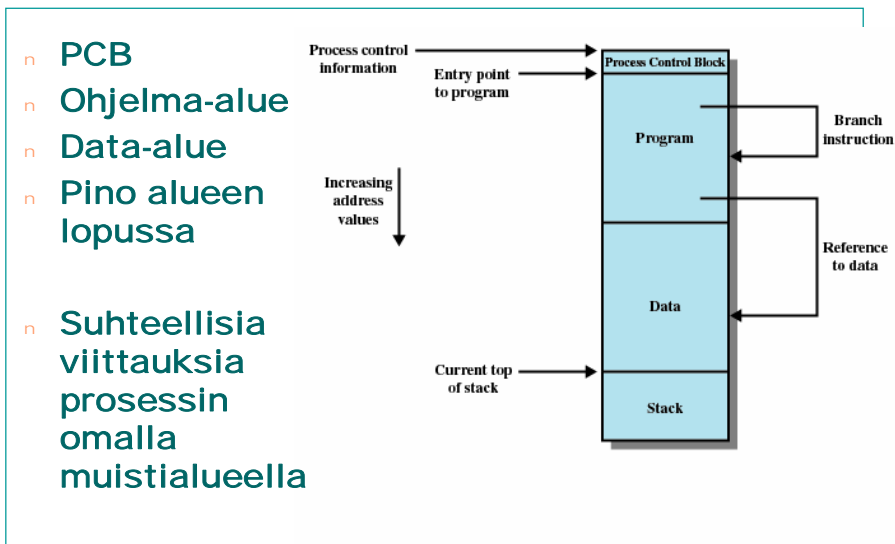 n PCB
n Ohjelma-alue
n Data-alue
n Pino alueen
lopussa
n Suhteellisia
viittauksia
prosessin
omalla
muistialueella
Process control
information
Entry point
to program
Increasing
address
values
Current top
of stack
Process Control Block
Program
Data
Stack
Branch
instruction
Reference
to data